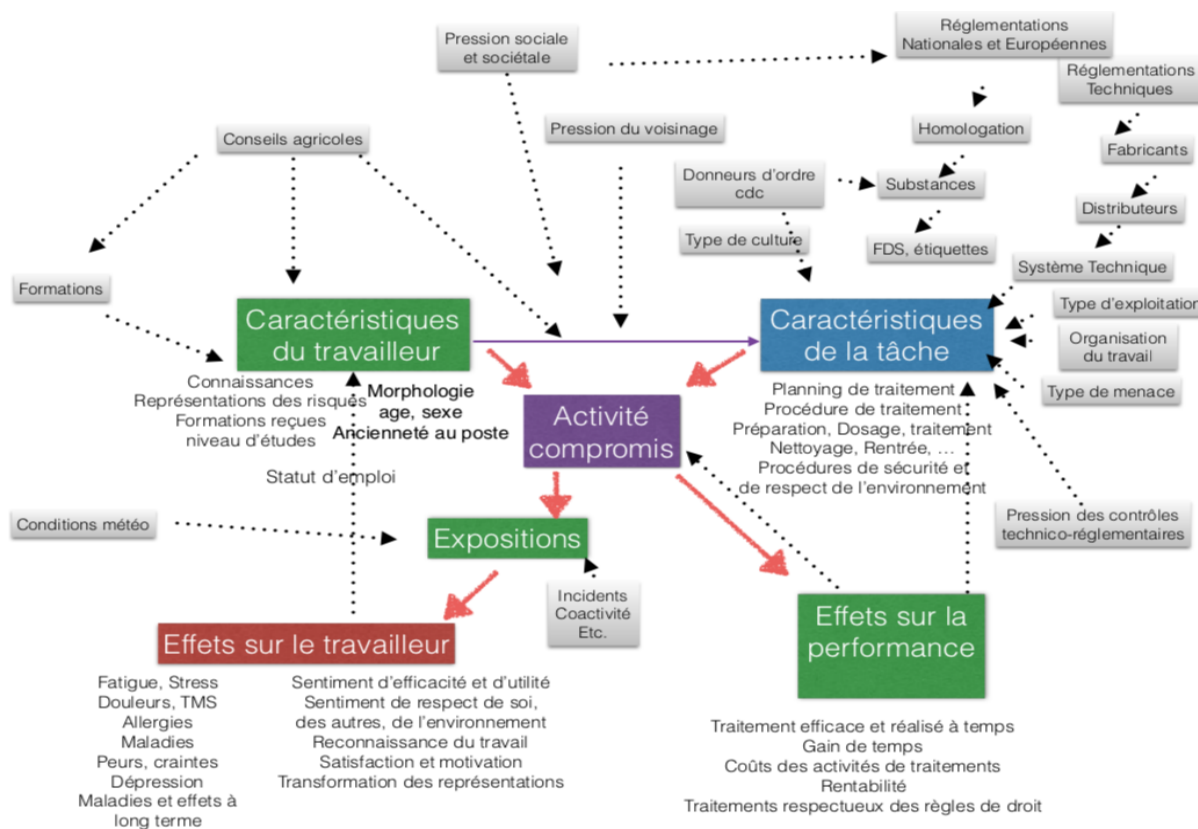 Pression sociale
et sociétale
Réglementations
Nationales et Européennes
Réglementations
Techniques
Conseils agricoles
Pression du voisinage
Homologation
Fabricants
Donneurs d'ordre
cdc
Substances
Distributeurs
Type de culture
FDS, étiquettes
Système Technique
Formations
Type d'exploitation
Caractéristiques
du travailleur
Caractéristiques
de la tâche
Organisation
du travail
Type de menace
Connaissances
Représentations des risques
Formations reçues
niveau d'études
Morphologie
age, sexe
Ancienneté au poste
Statut d'emploi
Activité
compromis
Planning de traitement
Procédure de traitement
Préparation, Dosage, traitement
Nettoyage, Rentrée, ...
Procédures de sécurité et
de respect de l'environnement
Conditions météo
Expositions
Pression des contrôles
technico-réglementaires
Incidents
Coactivité
Etc.
Effets sur le travailleur
Effets sur la
performance
Fatigue, Stress
Douleurs, TMS
Allergies
Maladies
Peurs, craintes
Dépression
Maladies et effets à
long terme
Sentiment d'efficacité et d'utilité
Sentiment de respect de soi,
des autres, de l'environnement
Reconnaissance du travail
Satisfaction et motivation
Transformation des représentations
Traitement efficace et réalisé à temps
Gain de temps
Coûts des activités de traitements
Rentabilité
Traitements respectueux des règles de droit